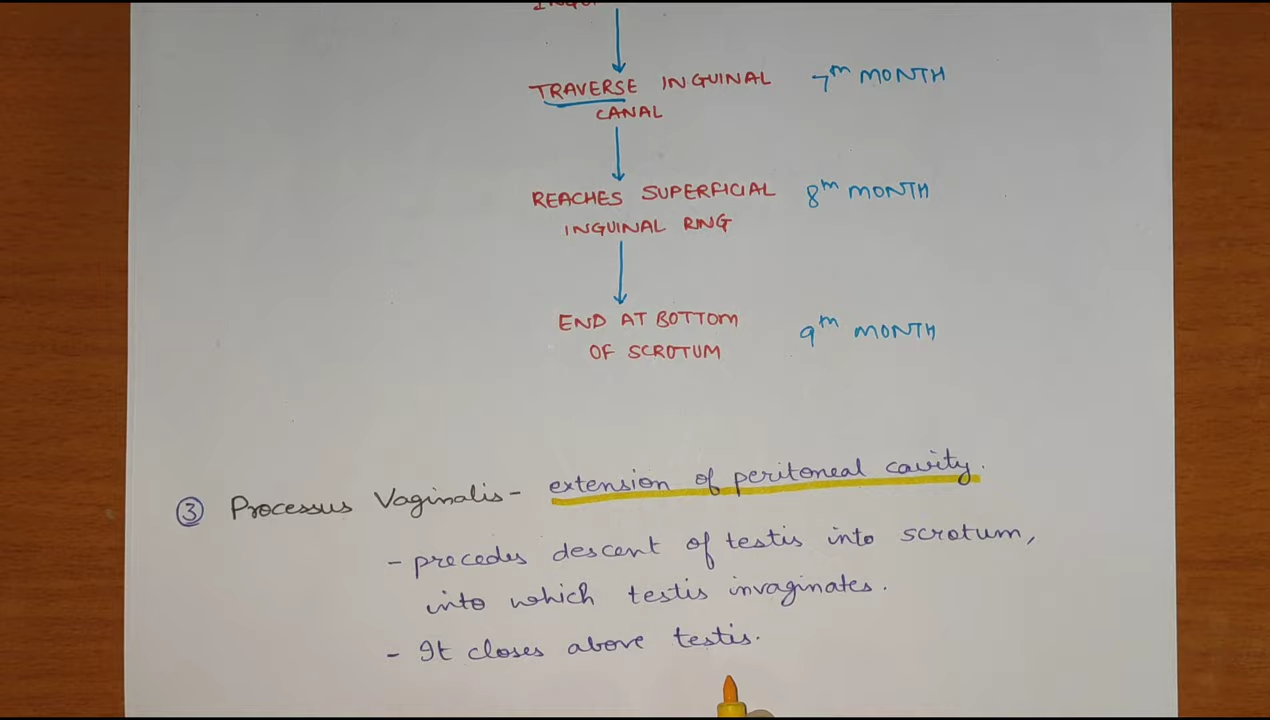 TRAVERSE INGUINAL 7th MONTH
CANAL
REACHES SUPERFICIAL 8th MONTH
INGUINAL RING
END AT BOTTOM 9th MONTH
OF SCROTUM
③ Processus Vaginalis - extension of peritoneal cavity.
- precedes descent of testis into scrotum,
into which testis invaginates.
- It closes above testis.